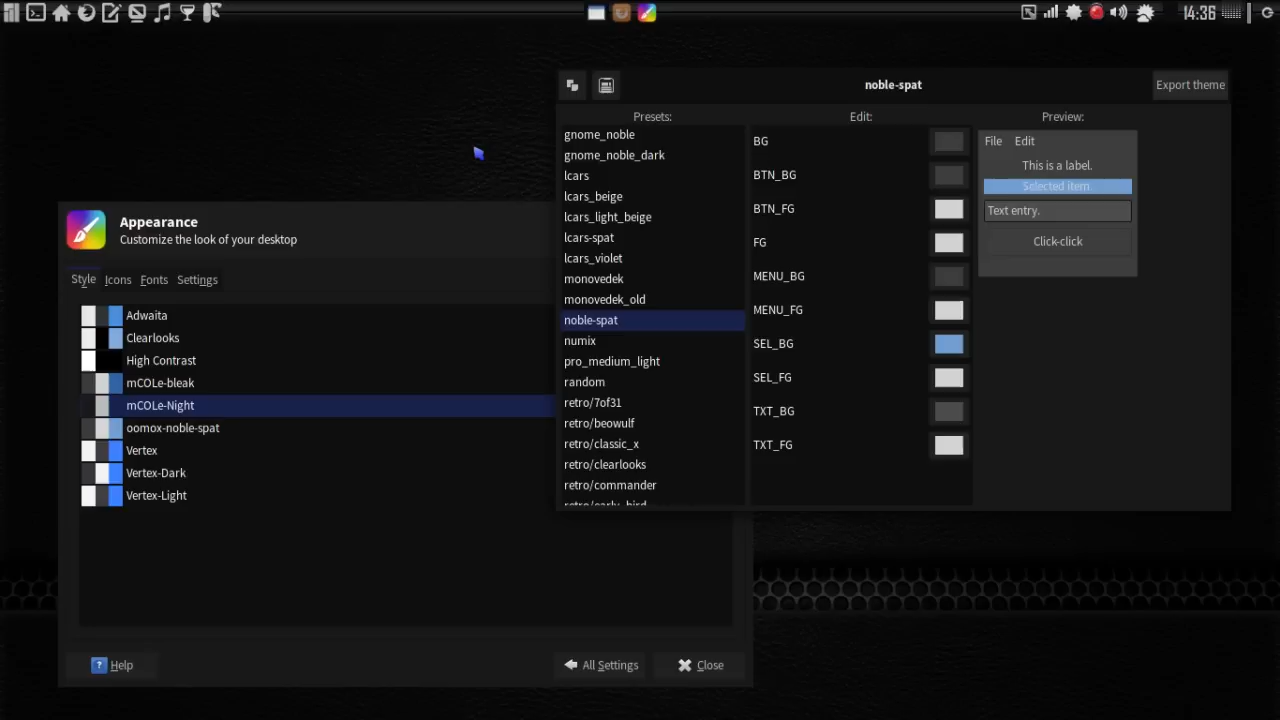 14:36
noble-spat
Export theme
Presets:
Edit:
Preview:
gnome_noble
gnome_noble_dark
lcars
lcars_beige
lcars_light_beige
lcars-spat
lcars_violet
monovedek
monovedek_old
noble-spat
numix
pro_medium_light
random
retro/7of31
retro/beowulf
retro/classic_x
retro/clearlooks
retro/commander
retro/early_bird
BG
BTN_BG
BTN_FG
FG
MENU_BG
MENU_FG
SEL_BG
SEL_FG
TXT_BG
TXT_FG
File Edit
This is a label.
Selected item.
Text entry.
Click-click
Appearance
Customize the look of your desktop
Style Icons Fonts Settings
Adwaita
Clearlooks
High Contrast
mCOLe-bleak
mCOLe-Night
oomox-noble-spat
Vertex
Vertex-Dark
Vertex-Light
? Help
All Settings
Close